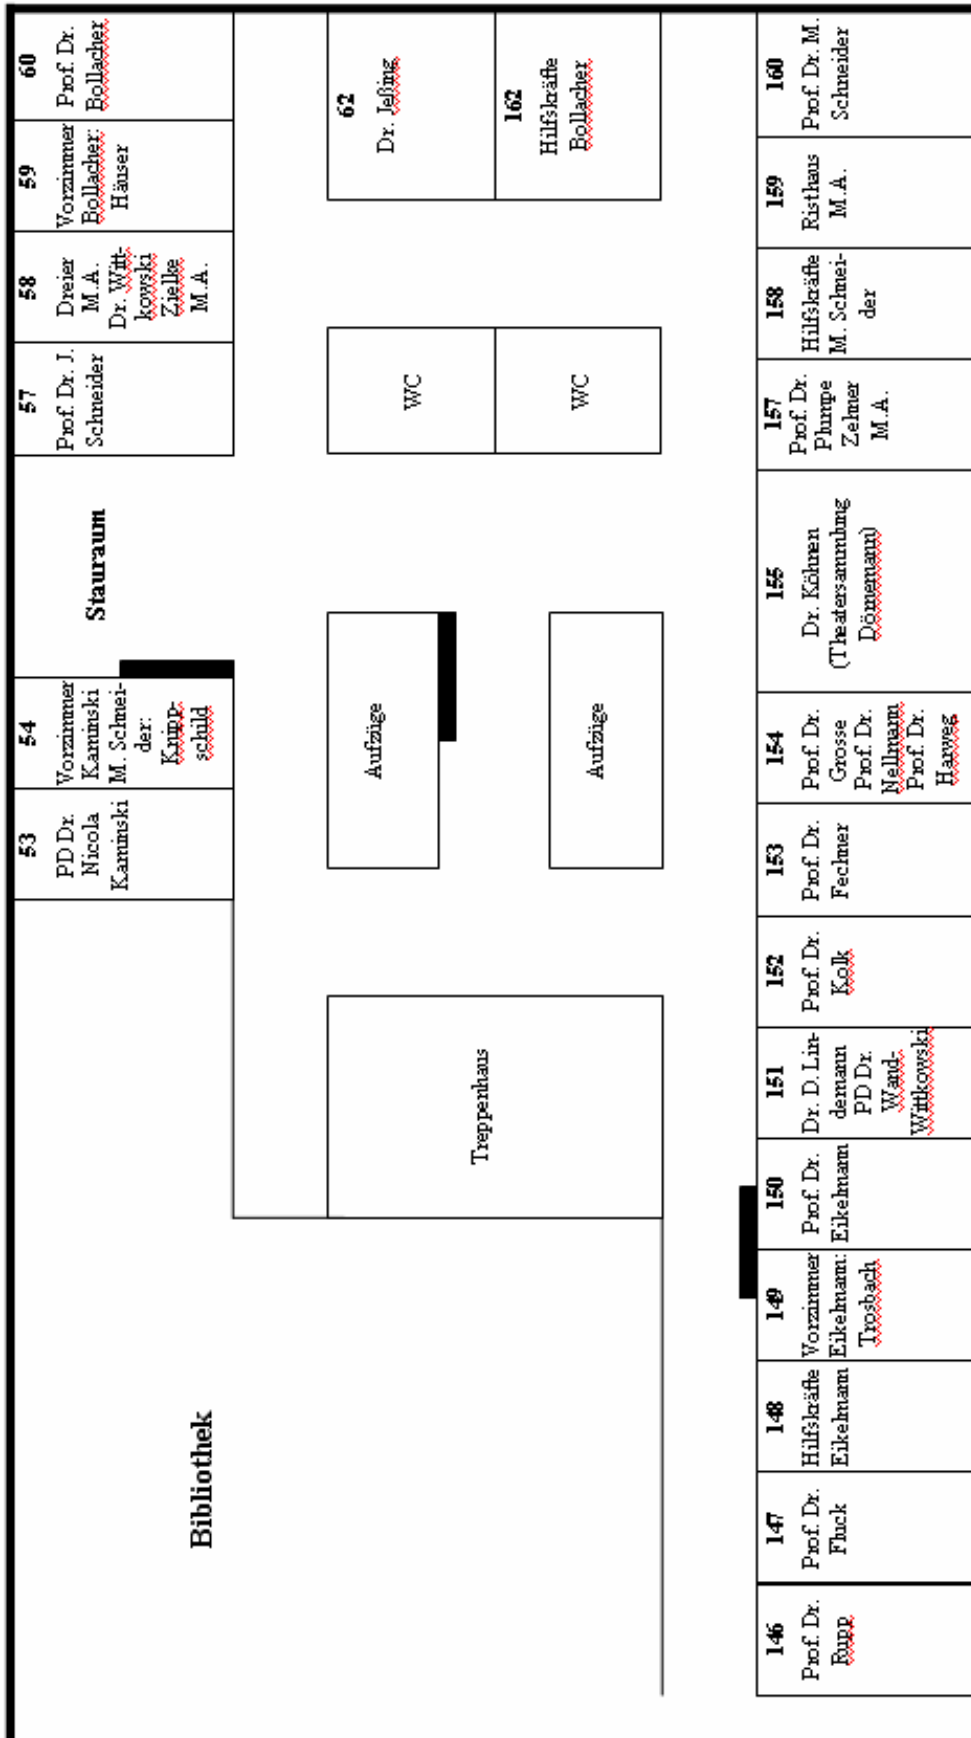 60
Prof. Dr.
Bollacher
59
Vorzimmer
Bollacher:
Häuser
58
Dreier
M.A.
Dr. Witt-
kowski
Zielke
M.A.
57
Prof. Dr. J.
Schneider
Stauraum
54
Vorzimmer
Kaminski
M. Schnei-
der:
Knipp-
schild
53
PD Dr.
Nicola
Kaminski
Bibliothek
62
Dr. Jeßing
162
Hilfskräfte
Bollacher
WC
WC
Aufzüge
Aufzüge
Treppenhaus
160
Prof. Dr. M.
Schneider
159
Risthaus
M.A.
158
Hilfskräfte
M. Schnei-
der
157
Prof. Dr.
Plumpe
Zelmer
M.A.
155
Dr. Köhnen
(Theatersammlung
Dörnemann)
154
Prof. Dr.
Grosse
Prof. Dr.
Nellmann
Prof. Dr.
Harweg
153
Prof. Dr.
Fechner
152
Prof. Dr.
Kolk
151
Dr. D. Lin-
demann
PD Dr.
Wand-
Wittkowski
150
Prof. Dr.
Eikelmann
149
Vorzimmer
Eikelmann:
Trosbach
148
Hilfskräfte
Eikelmann
147
Prof. Dr.
Fluck
146
Prof. Dr.
Rupp